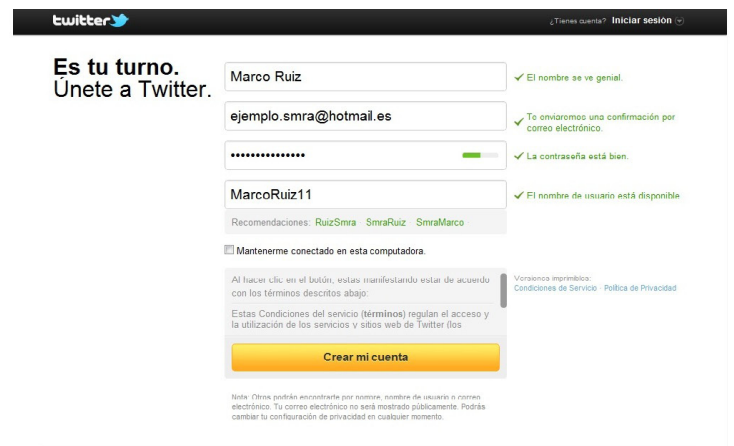 twitter
¿Tienes cuenta? Iniciar sesión
Es tu turno.
Únete a Twitter.
Marco Ruiz
El nombre se ve genial.
ejemplo.smra@hotmail.es
Te enviaremos una confirmación por
correo electrónico.
•••••••••••••••
La contraseña está bien.
MarcoRuiz11
El nombre de usuario está disponible
Recomendaciones: RuizSmra · SmraRuiz · SmraMarco
Mantenerme conectado en esta computadora.
Al hacer clic en el botón, estas manifestando estar de acuerdo
con los términos descritos abajo:
Versiones imprimibles:
Condiciones de Servicio · Política de Privacidad
Estas Condiciones del servicio (términos) regulan el acceso y
la utilización de los servicios y sitios web de Twitter (los
Crear mi cuenta
Nota: Otros podrán encontrarte por nombre, nombre de usuario o correo
electrónico. Tu correo electrónico no será mostrado públicamente. Podrás
cambiar tu configuración de privacidad en cualquier momento.